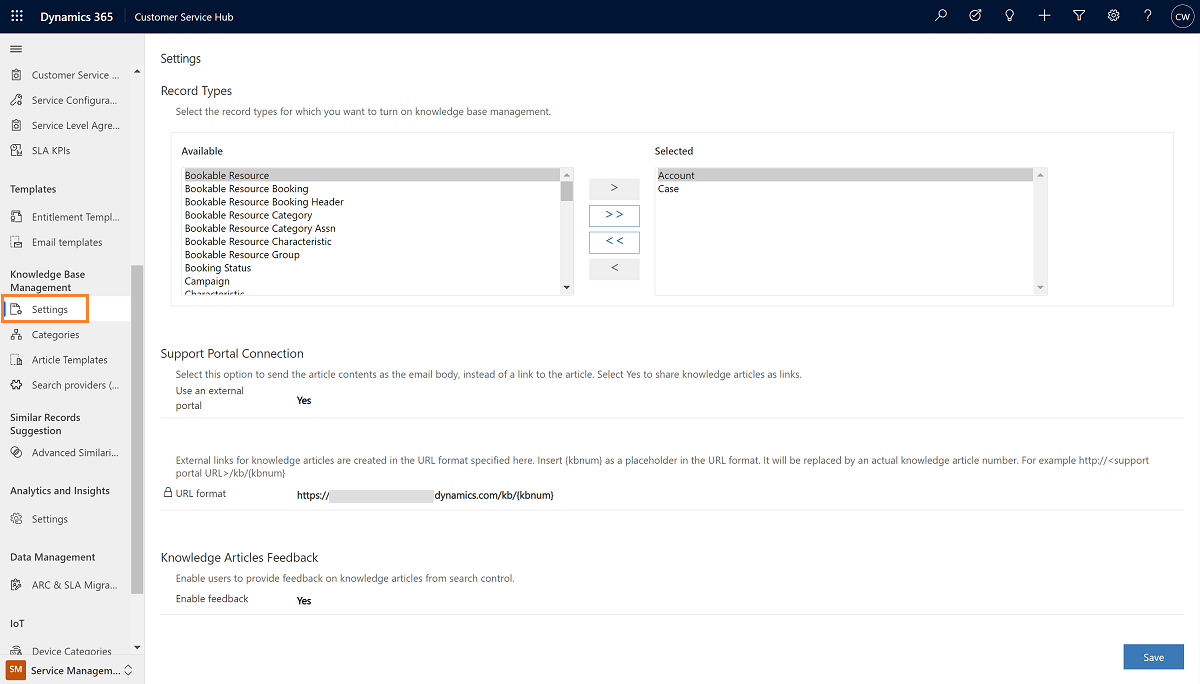 Dynamics 365
Customer Service Hub
CW
Customer Service ...
Service Configura...
Service Level Agre...
SLA KPIs
Templates
Entitlement Templ...
Email templates
Knowledge Base
Management
Settings
Categories
Article Templates
Search providers (...
Similar Records
Suggestion
Advanced Similari...
Analytics and Insights
Settings
Data Management
ARC & SLA Migra...
IoT
Device Categories
SM
Service Managem...
Settings
Record Types
Select the record types for which you want to turn on knowledge base management.
Available
Bookable Resource
Bookable Resource Booking
Bookable Resource Booking Header
Bookable Resource Category
Bookable Resource Category Assn
Bookable Resource Characteristic
Bookable Resource Group
Booking Status
Campaign
Characteristic
>
>>
<<
<
Selected
Account
Case
Support Portal Connection
Select this option to send the article contents as the email body, instead of a link to the article. Select Yes to share knowledge articles as links.
Use an external
portal
Yes
External links for knowledge articles are created in the URL format specified here. Insert {kbnum} as a placeholder in the URL format. It will be replaced by an actual knowledge article number. For example http://<support
portal URL>/kb/{kbnum}
URL format
https:// dynamics.com/kb/{kbnum}
Knowledge Articles Feedback
Enable users to provide feedback on knowledge articles from search control.
Enable feedback
Yes
Save